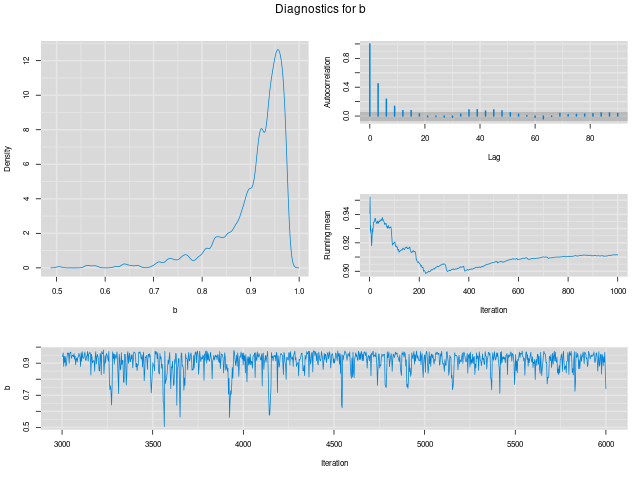 Diagnostics for b
Density
0 2 4 6 8 10 12
0.5 0.6 0.7 0.8 0.9 1.0
b
Autocorrelation
0.0 0.4 0.8
0 20 40 60 80
Lag
Running mean
0.90 0.92 0.94
0 200 400 600 800 1000
Iteration
b
0.5 0.7 0.9
3000 3500 4000 4500 5000 5500 6000
Iteration